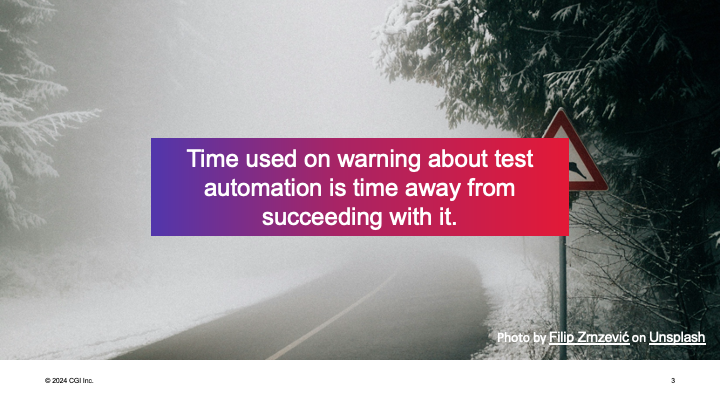 Time used on warning about test
automation is time away from
succeeding with it.
Photo by Filip Zrnzević on Unsplash
© 2024 CGI Inc.
3